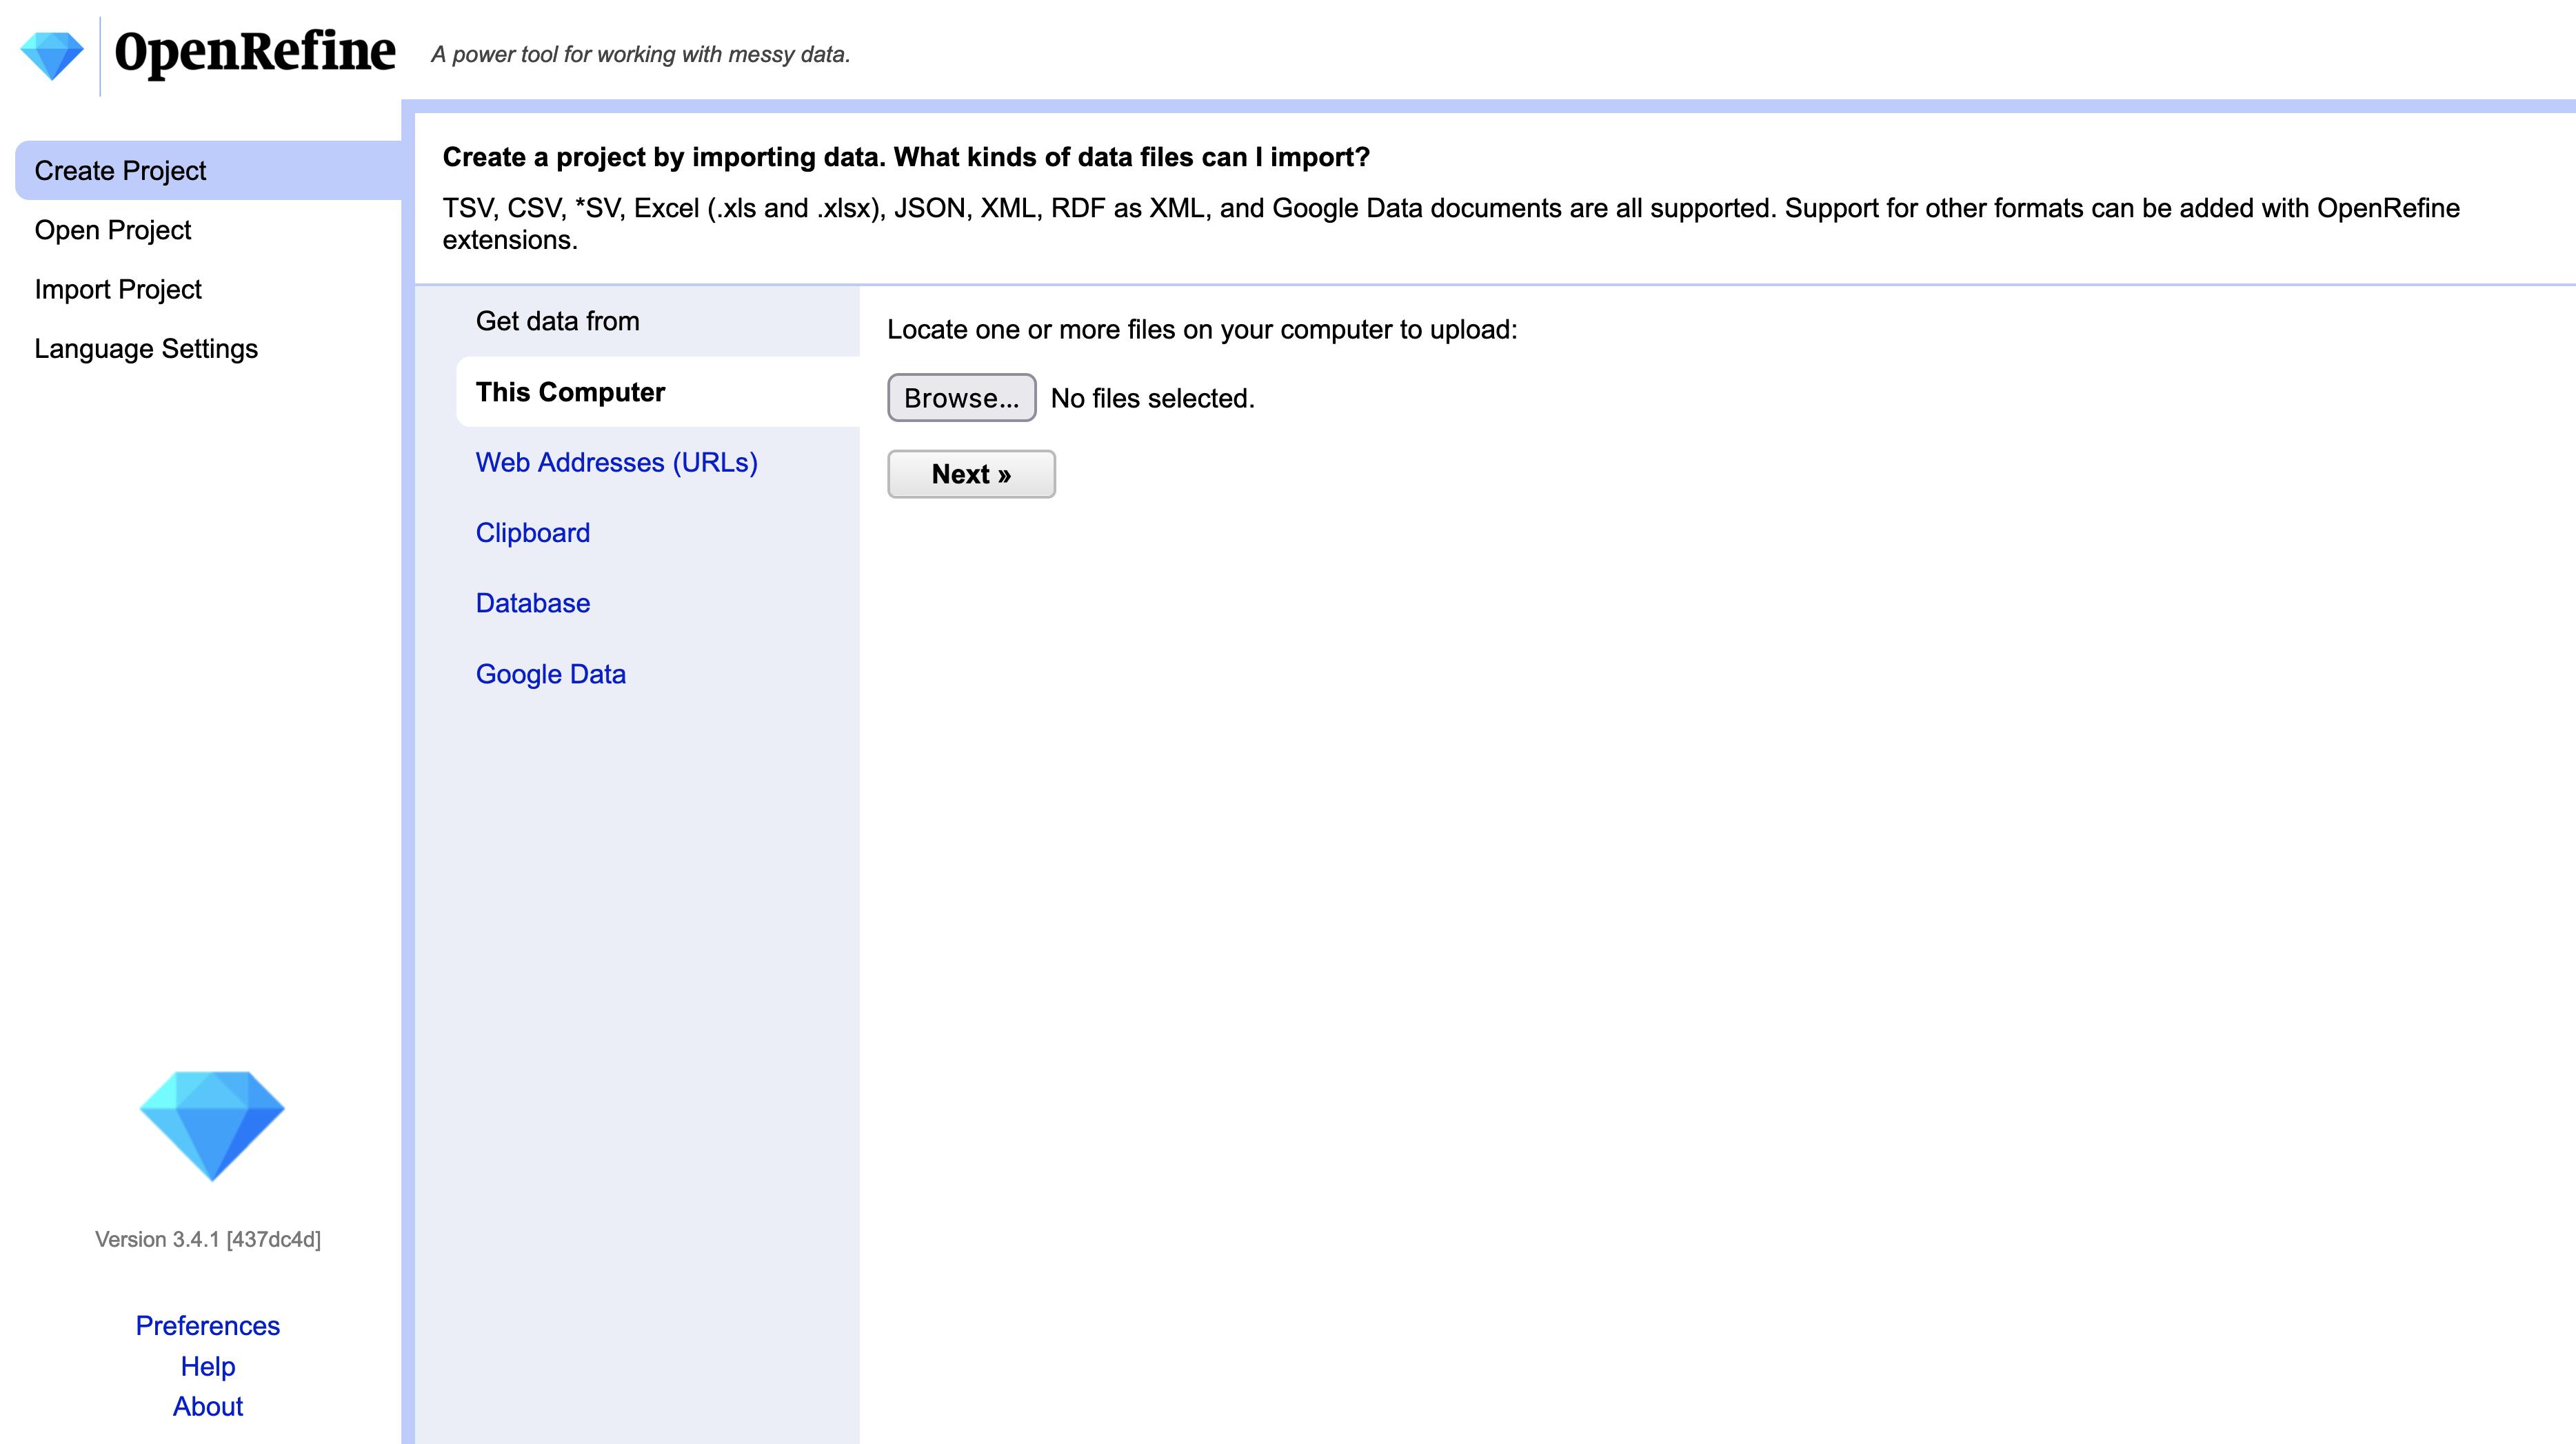 OpenRefine
A power tool for working with messy data.
Create Project
Open Project
Import Project
Language Settings
Create a project by importing data. What kinds of data files can I import?
TSV, CSV, *SV, Excel (.xls and .xlsx), JSON, XML, RDF as XML, and Google Data documents are all supported. Support for other formats can be added with OpenRefine
extensions.
Get data from
This Computer
Web Addresses (URLs)
Clipboard
Database
Google Data
Locate one or more files on your computer to upload:
Browse... No files selected.
Next »
Version 3.4.1 [437dc4d]
Preferences
Help
About